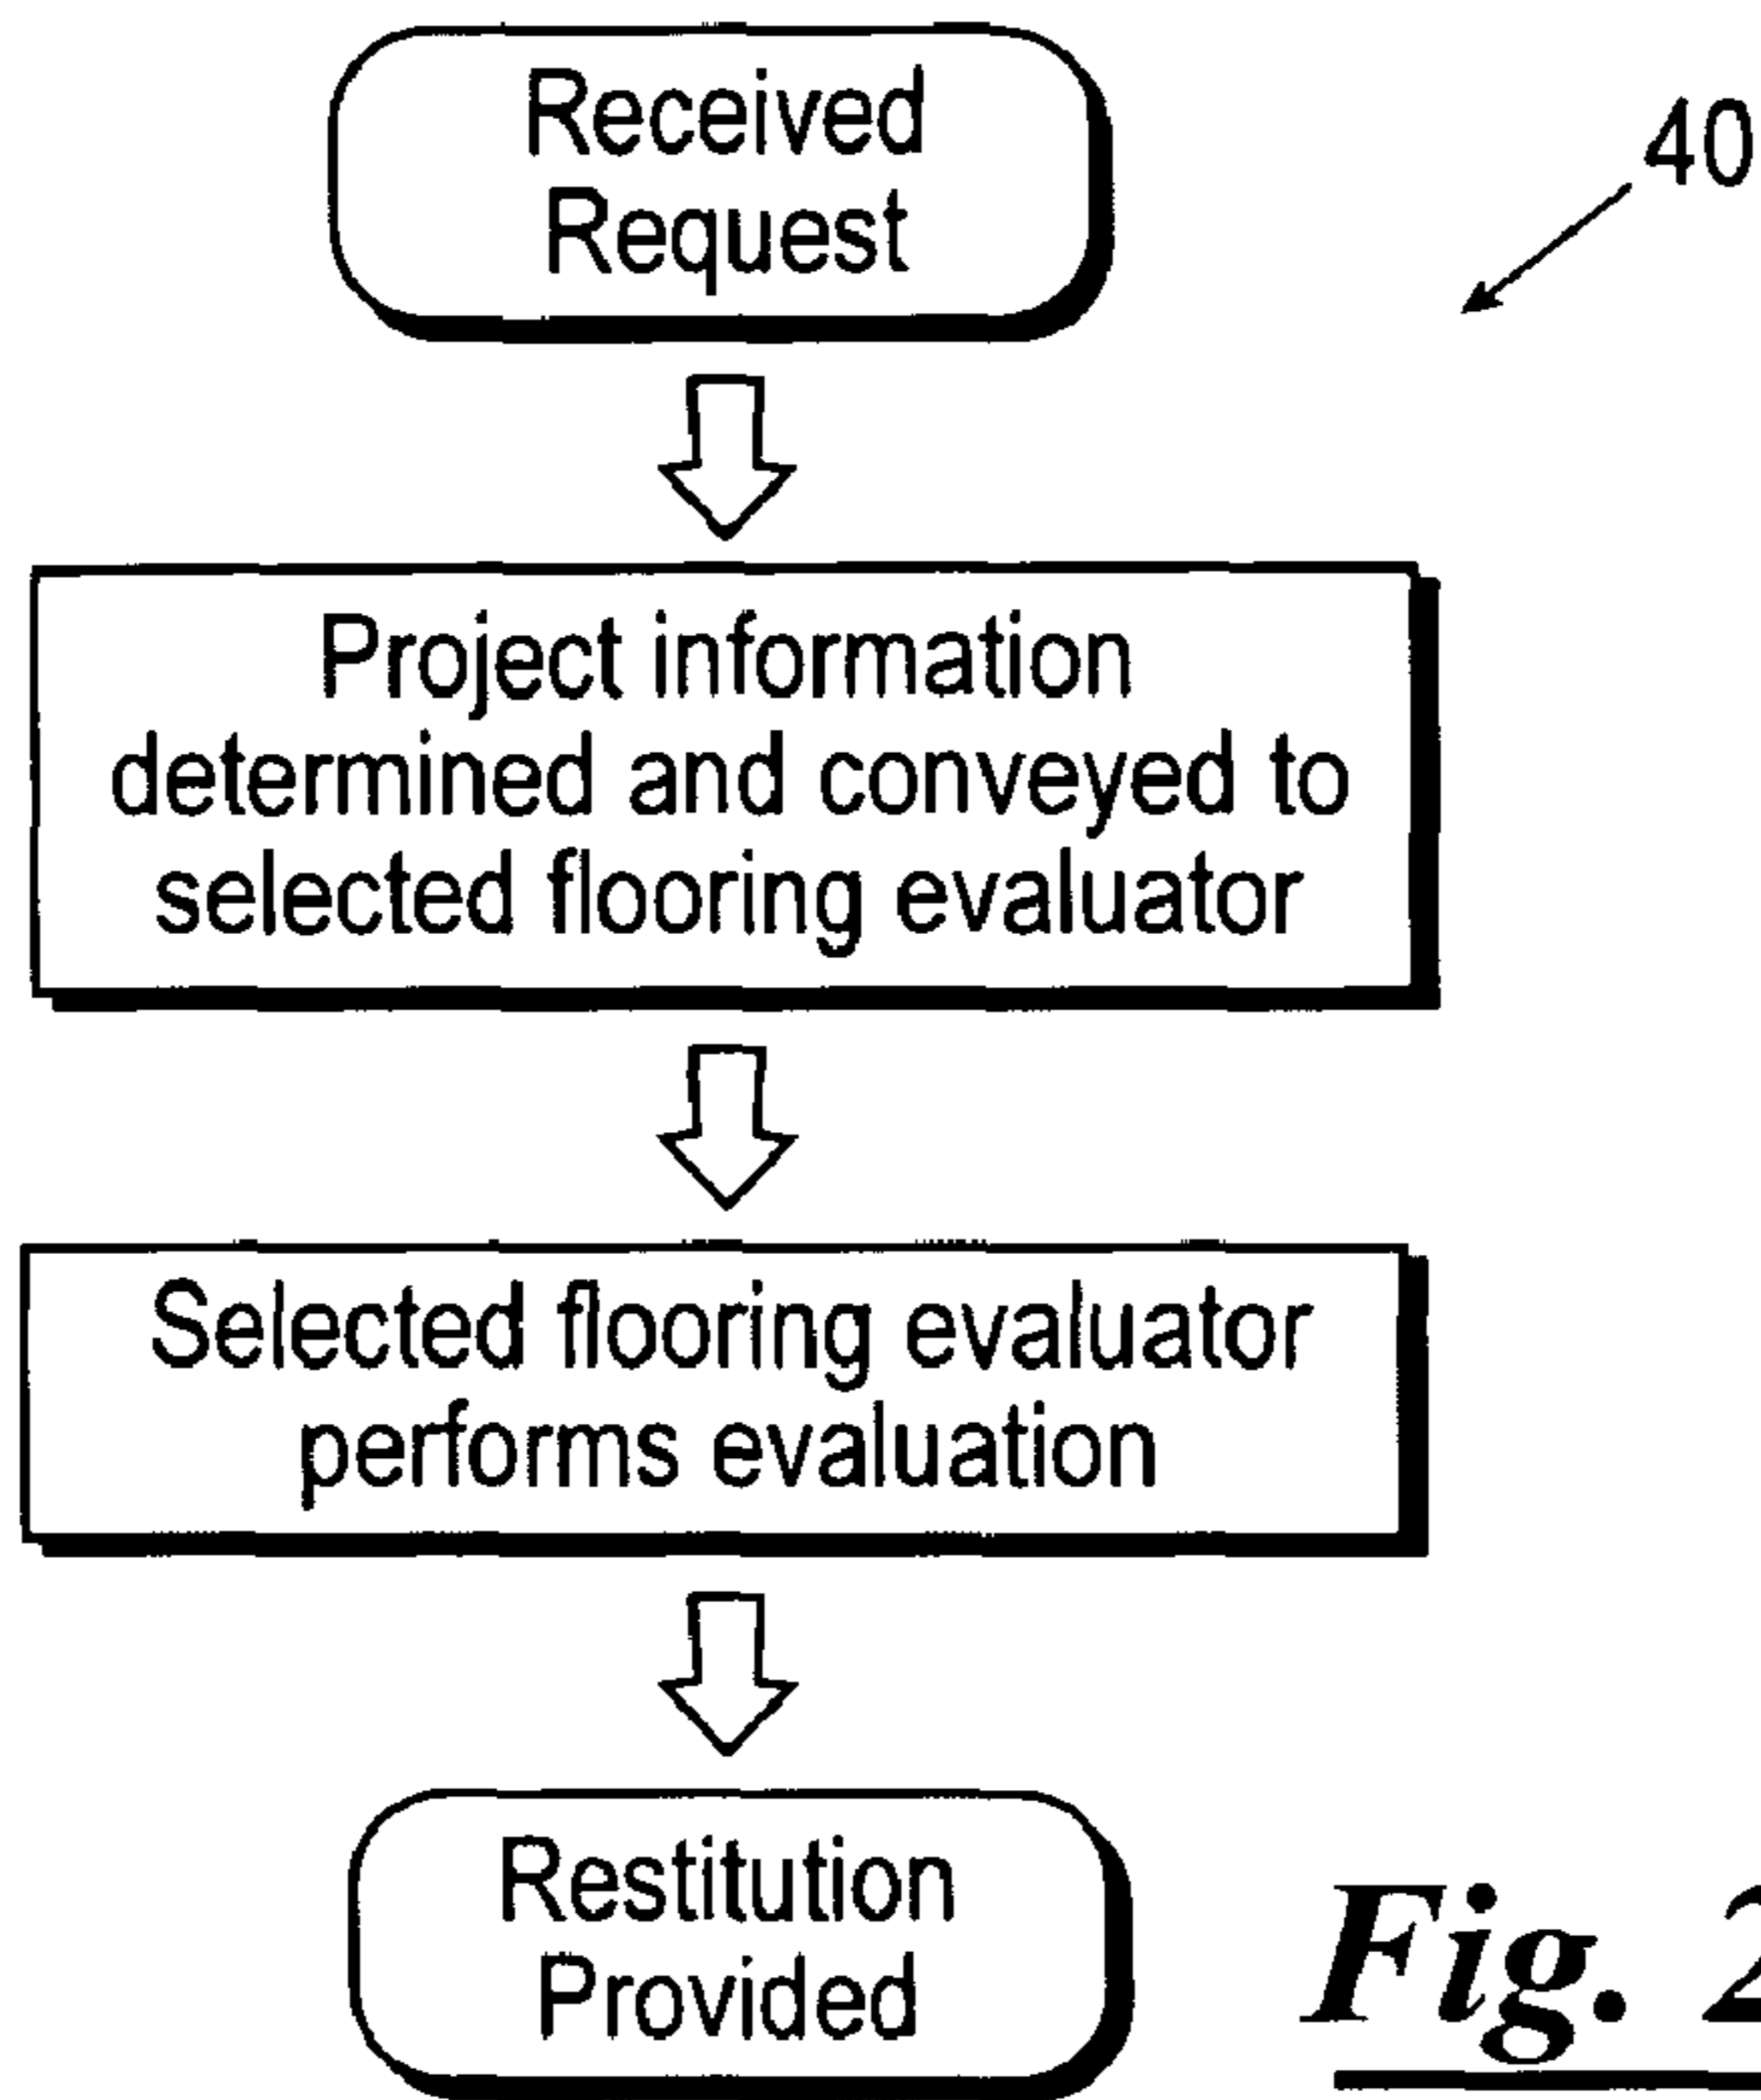 Received
Request
40
Project information
determined and conveyed to
selected flooring evaluator
Selected flooring evaluator
performs evaluation
Restitution
Provided
Fig. 2